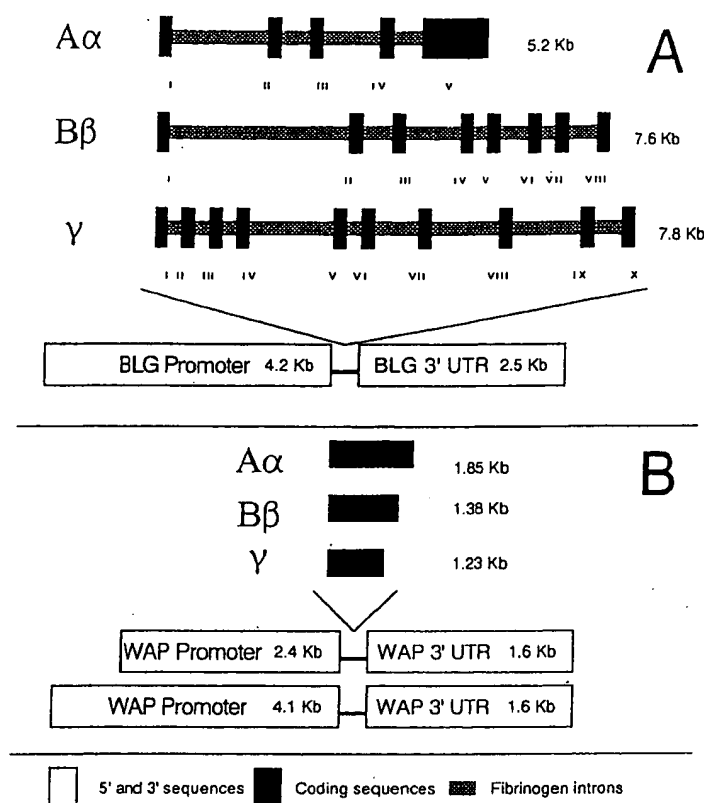 Aα 5.2 Kb A
I II III IV V
Bβ 7.6 Kb
I II III IV V VI VII VIII
γ 7.8 Kb
I II III IV V VI VII VIII IX X
BLG Promoter 4.2 Kb BLG 3' UTR 2.5 Kb
Aα 1.85 Kb B
Bβ 1.38 Kb
γ 1.23 Kb
WAP Promoter 2.4 Kb WAP 3' UTR 1.6 Kb
WAP Promoter 4.1 Kb WAP 3' UTR 1.6 Kb
5' and 3' sequences Coding sequences Fibrinogen introns